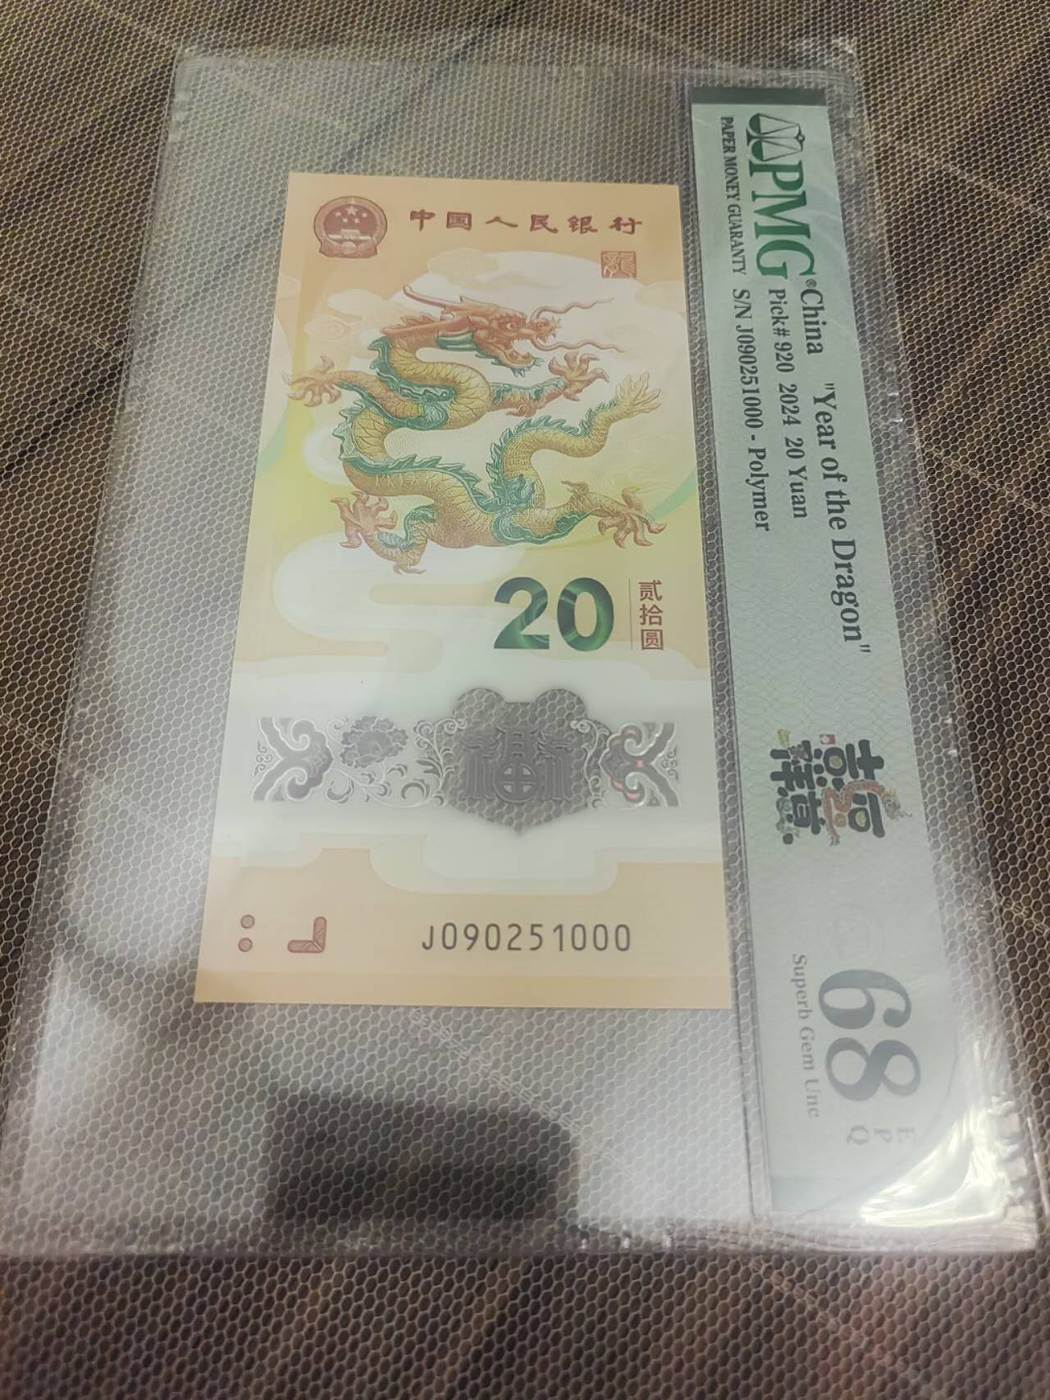 中国人民银行
20
贰拾圆
J090251000
PMG®
PAPER MONEY GUARANTY
China "Year of the Dragon"
Pick# 920 2024 20 Yuan
S/N J090251000 - Polymer
68
EPQ
Superb Gem Unc